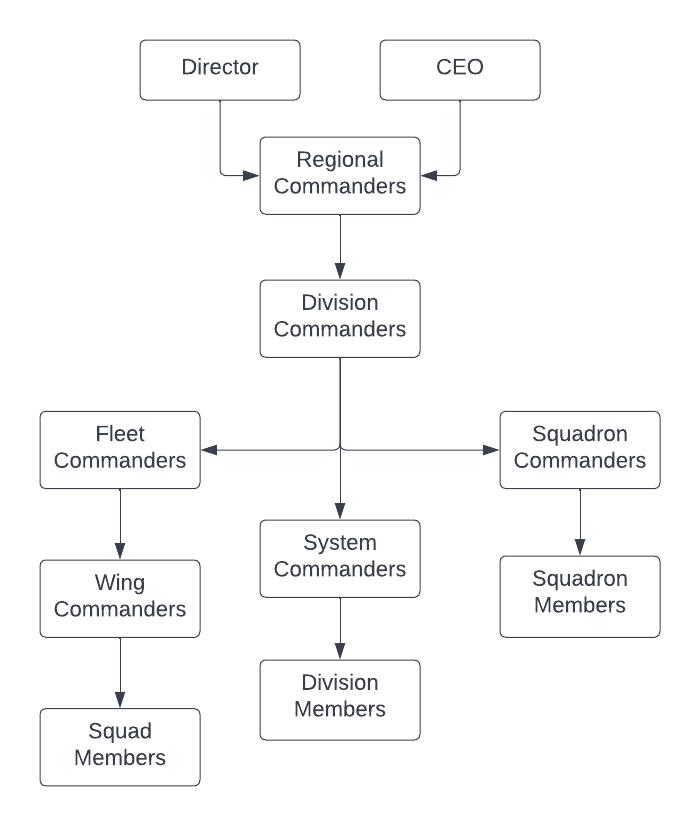 Director
CEO
Regional
Commanders
Division
Commanders
Fleet
Commanders
Squadron
Commanders
System
Commanders
Wing
Commanders
Squadron
Members
Division
Members
Squad
Members